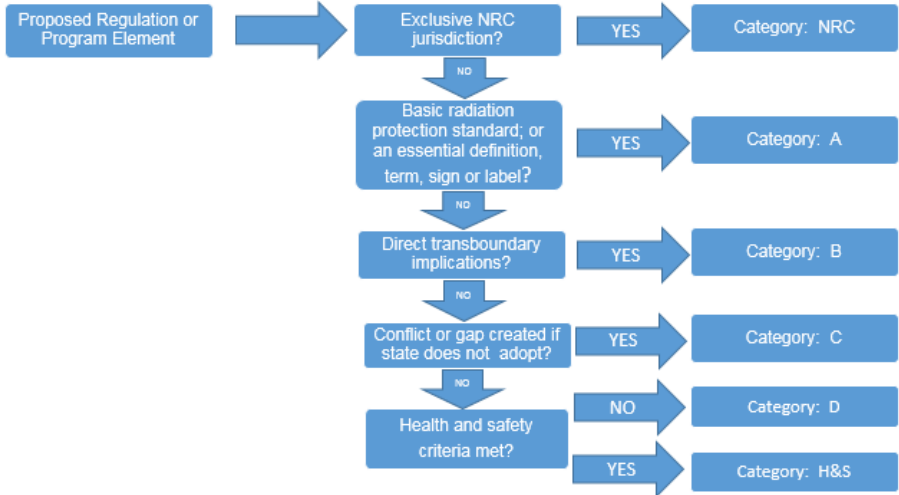 Proposed Regulation or
Program Element
Exclusive NRC
jurisdiction?
YES
Category: NRC
NO
Basic radiation
protection standard; or
an essential definition,
term, sign or label?
YES
Category: A
NO
Direct transboundary
implications?
YES
Category: B
NO
Conflict or gap created if
state does not adopt?
YES
Category: C
NO
Health and safety
criteria met?
NO
Category: D
YES
Category: H&S